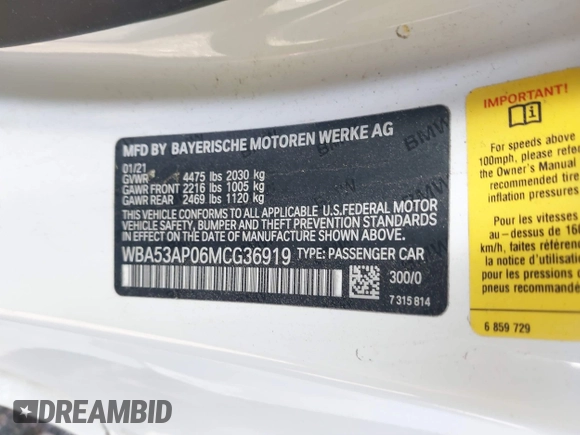 MFD BY BAYERISCHE MOTOREN WERKE AG
01/21
GVWR 4475 lbs 2030 kg
GAWR FRONT 2216 lbs 1005 kg
GAWR REAR 2469 lbs 1120 kg
THIS VEHICLE CONFORMS TO ALL APPLICABLE U.S. FEDERAL MOTOR
VEHICLE SAFETY, BUMPER AND THEFT PREVENTION STANDARDS
IN EFFECT ON THE DATE OF MANUFACTURE SHOWN ABOVE.
WBA53AP06MCG36919 TYPE: PASSENGER CAR
300/0
7 315 814
IMPORTANT!
For speeds above
100mph, please refer
the Owner's Manual
recommended tire
inflation pressures
Pour les vitesses
au-dessus de 160
km/h, faites référence
la notice d'utilisation
pour les pressions
pneus recommandées
6 859 729
DREAMBID